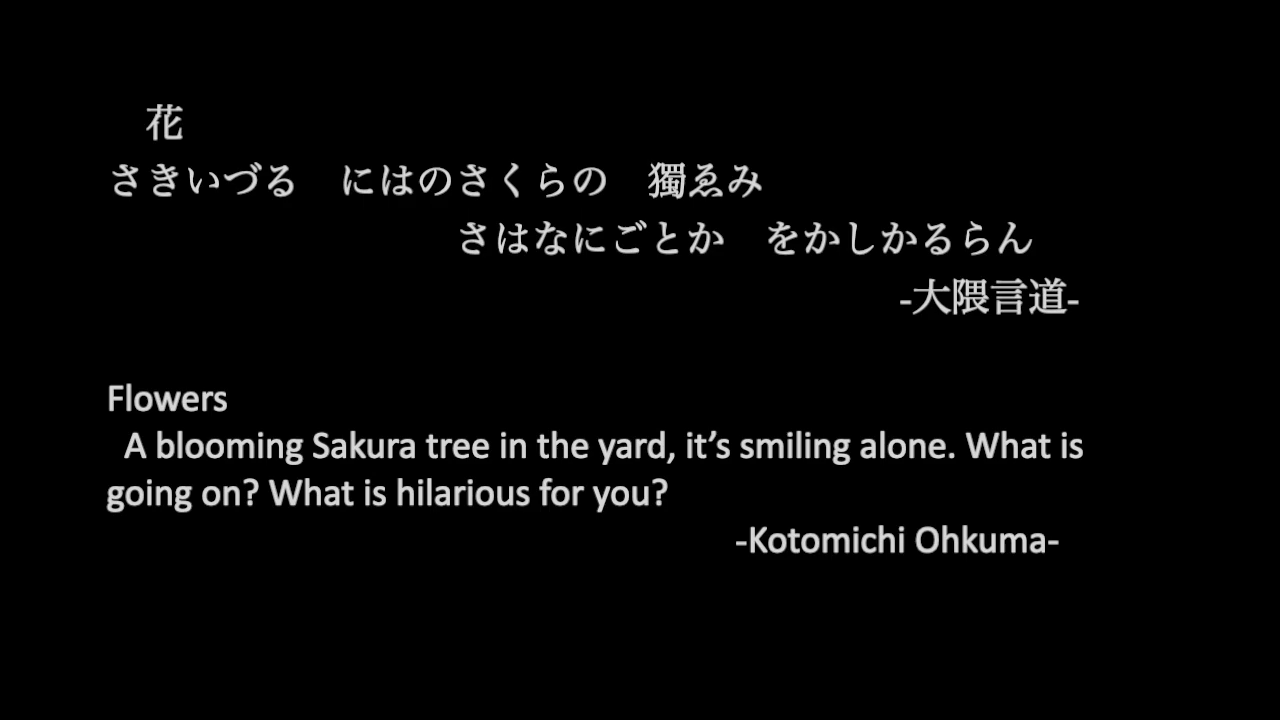 花
さきいづる　にはのさくらの　獨ゑみ
さはなにごとか　をかしかるらん
-大隈言道-
Flowers
A blooming Sakura tree in the yard, it’s smiling alone. What is
going on? What is hilarious for you?
-Kotomichi Ohkuma-